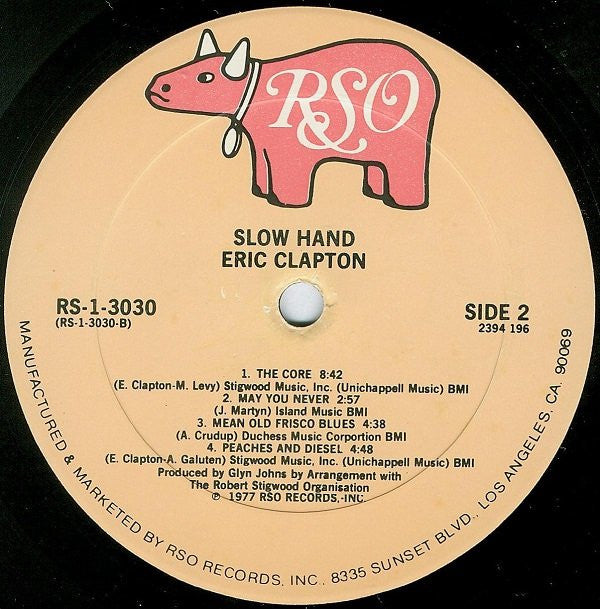 RSO
SLOW HAND
ERIC CLAPTON
RS-1-3030
(RS-1-3030-B)
SIDE 2
2394 196
1. THE CORE 8:42
(E. Clapton-M. Levy) Stigwood Music, Inc. (Unichappell Music) BMI
2. MAY YOU NEVER 2:57
(J. Martyn) Island Music BMI
3. MEAN OLD FRISCO BLUES 4:38
(A. Crudup) Duchess Music Corportion BMI
4. PEACHES AND DIESEL 4:48
(E. Clapton-A. Galuten) Stigwood Music, Inc. (Unichappell Music) BMI
Produced by Glyn Johns by Arrangement with
The Robert Stigwood Organisation
℗ 1977 RSO RECORDS, INC.
MANUFACTURED & MARKETED BY RSO RECORDS, INC., 8335 SUNSET BLVD., LOS ANGELES, CA. 90069